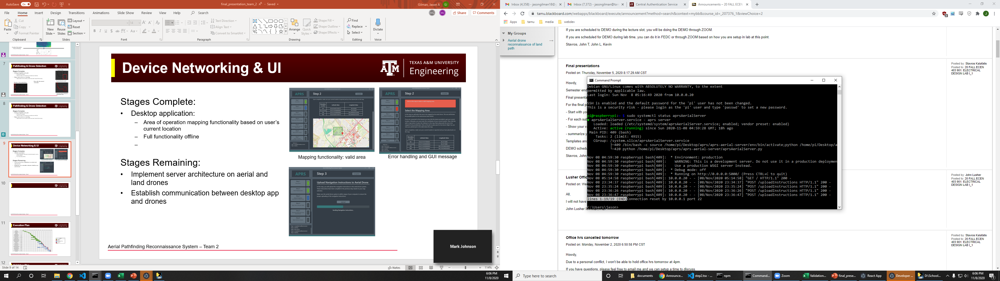 AutoSave On
final_presentation_team_2 - Saved
Gilman, Jason A GJ
File Home Insert Draw Design Transitions Animations Slide Show Review View Help Search
MG MJ Share Comments
Paste Cut Copy Format Painter
Clipboard
New Slide Reuse Slides Layout Reset Section
Slides
14
Font
Text Direction
Align Text
Convert to SmartArt
Paragraph
Arrange Quick Styles Shape Fill Shape Outline Shape Effects
Drawing
Find
Replace
Select
Editing
Dictate
Voice
7
Pathfinding & Drone Detection
8
Pathfinding & Drone Detection
9
Device Networking & UI
10
11
Execution Plan
12
Device Networking & UI
TEXAS A&M UNIVERSITY
Engineering
Stages Complete:
• Desktop application:
– Area of operation mapping functionality based on user's
current location
– Full functionality offline
–
Stages Remaining:
• Implement server architecture on aerial and
land drones
• Establish communication between desktop app
and drones
APRS
Step 2
Mapping functionality: valid area
APRS
Step 2
Select the Mapping Area
Error handling and GUI message
APRS
Step 3
Upload Navigation Instructions to Aerial Drone
Sending Navigation Instructions...
Aerial Pathfinding Reconnaissance System – Team 2
Mark Johnson
Slide 9 of 14
Notes
114%
6:06 PM
11/8/2020
Inbox (4,358) - jasongilman18@g
Inbox (7,372) - jasongilman@tam
Central Authentication Service
Announcements – 20 FALL ECEN
tamu.blackboard.com/webapps/blackboard/execute/announcement?method=search&context=mybb&course_id=_207376_1&viewChoice=2
Apps tamu media webdev
My Groups
Aerial drone
reconnaissance of land
path
If you are scheduled to DEMO during the lecture slot, you will be doing the DEMO through ZOOM.
If you are scheduled for DEMO during lab time, you can do it in FEDC or through ZOOM based on how you are setup in lab at this point.
Stavros, John T, John L, Kevin
Final presentations
Posted on: Thursday, November 5, 2020 8:17:29 AM CST
Posted by: Stavros Kalafatis
Posted to: 20 FALL ECEN
403 901: ELECTRICAL
DESIGN LAB I_1
Howdy,
Semester end
Final presenta
For the final p
- Start with you
- For each sub
- Show your va
- summarize y
Templates and
DEMO schedu
Stavros, John
Command Prompt
Debian GNU/Linux comes with ABSOLUTELY NO WARRANTY, to the extent
permitted by applicable law.
Last login: Sun Nov  8 05:16:49 2020 from 10.0.0.20
SSH is enabled and the default password for the 'pi' user has not been changed.
This is a security risk - please login as the 'pi' user and type 'passwd' to set a new password.
pi@raspberrypi:~ $ sudo systemctl status aprsAerialServer
● aprsAerialServer.service - aprs server
Loaded: loaded (/etc/systemd/system/aprsAerialServer.service; enabled; vendor preset: enabled)
Active: active (running) since Sun 2020-11-08 04:59:28 GMT; 18h ago
Main PID: 409 (bash)
Tasks: 2 (limit: 4915)
CGroup: /system.slice/aprsAerialServer.service
├─409 /bin/bash -c source /home/pi/Desktop/aprs/aprs-aerial-server/env/bin/activate;python /home/pi/Desktop/a
└─420 python /home/pi/Desktop/aprs/aprs-aerial-server/aprsAerialServer.py
Nov 08 04:59:30 raspberrypi bash[409]:  * Environment: production
Nov 08 04:59:30 raspberrypi bash[409]:    WARNING: This is a development server. Do not use it in a production deploymen
Nov 08 04:59:30 raspberrypi bash[409]:    Use a production WSGI server instead.
Nov 08 04:59:30 raspberrypi bash[409]:  * Debug mode: off
Nov 08 04:59:30 raspberrypi bash[409]:  * Running on http://0.0.0.0:5000/ (Press CTRL+C to quit)
Nov 08 05:14:58 raspberrypi bash[409]: 10.0.0.20 - - [08/Nov/2020 05:14:58] "GET / HTTP/1.1" 200 -
Nov 08 23:34:37 raspberrypi bash[409]: 10.0.0.20 - - [08/Nov/2020 23:34:37] "POST /uploadInstructions HTTP/1.1" 200 -
Nov 08 23:35:24 raspberrypi bash[409]: 10.0.0.20 - - [08/Nov/2020 23:35:24] "POST /uploadInstructions HTTP/1.1" 200 -
Nov 08 23:36:26 raspberrypi bash[409]: 10.0.0.20 - - [08/Nov/2020 23:36:26] "POST /uploadInstructions HTTP/1.1" 200 -
Nov 08 23:36:47 raspberrypi bash[409]: 10.0.0.20 - - [08/Nov/2020 23:36:47] "POST /uploadInstructions HTTP/1.1" 200 -
lines 1-19/19 (END)Connection reset by 10.0.0.1 port 22
C:\Users\jason>
Lusher Offic
Posted on: We
Posted by: John Lusher
Posted to: 20 FALL ECEN
403 901: ELECTRICAL
DESIGN LAB I_1
All,
I will not have
John Lusher II
Office hrs cancelled tomorrow
Posted on: Monday, November 2, 2020 6:50:58 PM CST
Posted by: Stavros Kalafatis
Posted to: 20 FALL ECEN
403 901: ELECTRICAL
DESIGN LAB I_1
Howdy,
Due to a personal conflict, I won't be able to hold office hrs tomorrow at 4pm.
If you have questions, please feel free to email me and we can setup a time to discuss.
Type here to search
documents Announce... step2.tsx - ... npm Command... Zoom Validation... final_prese... React App Developer ... D:\School...
6:06 PM
11/8/2020